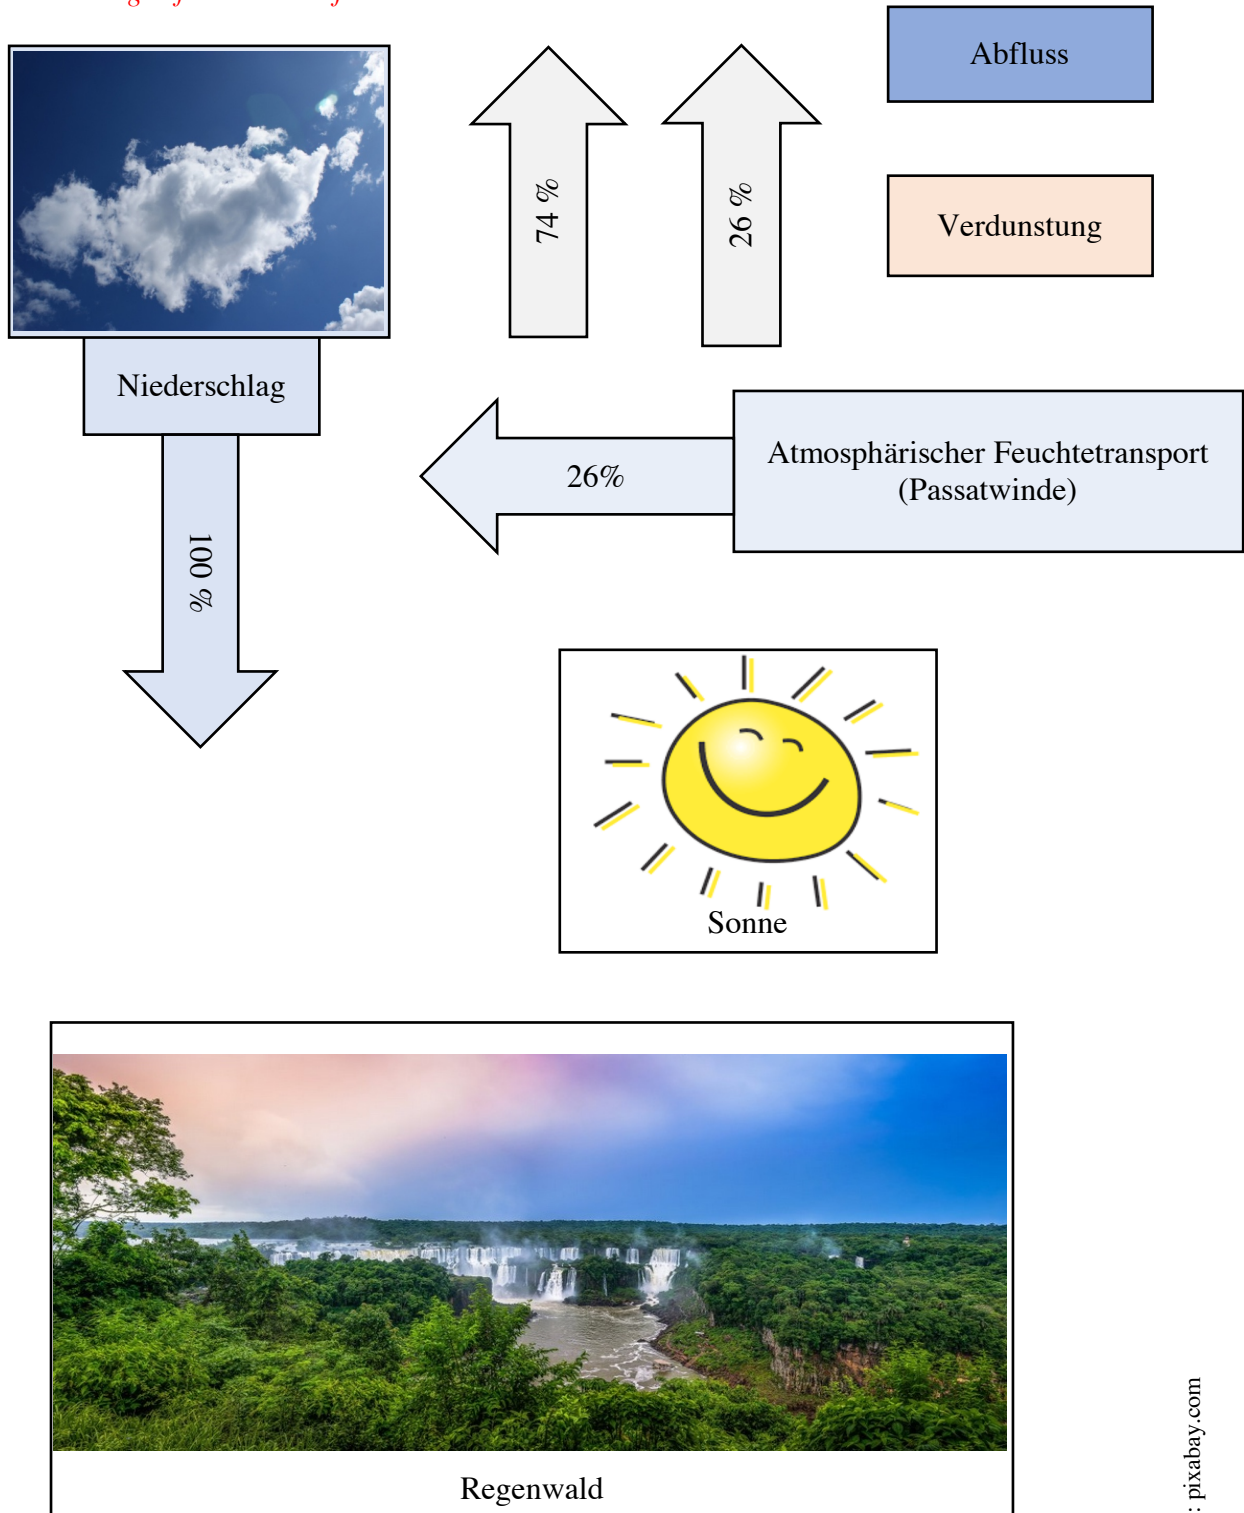 Abfluss
74 %
26 %
Verdunstung
Niederschlag
26%
Atmosphärischer Feuchtetransport
(Passatwinde)
100 %
Sonne
Regenwald
: pixabay.com